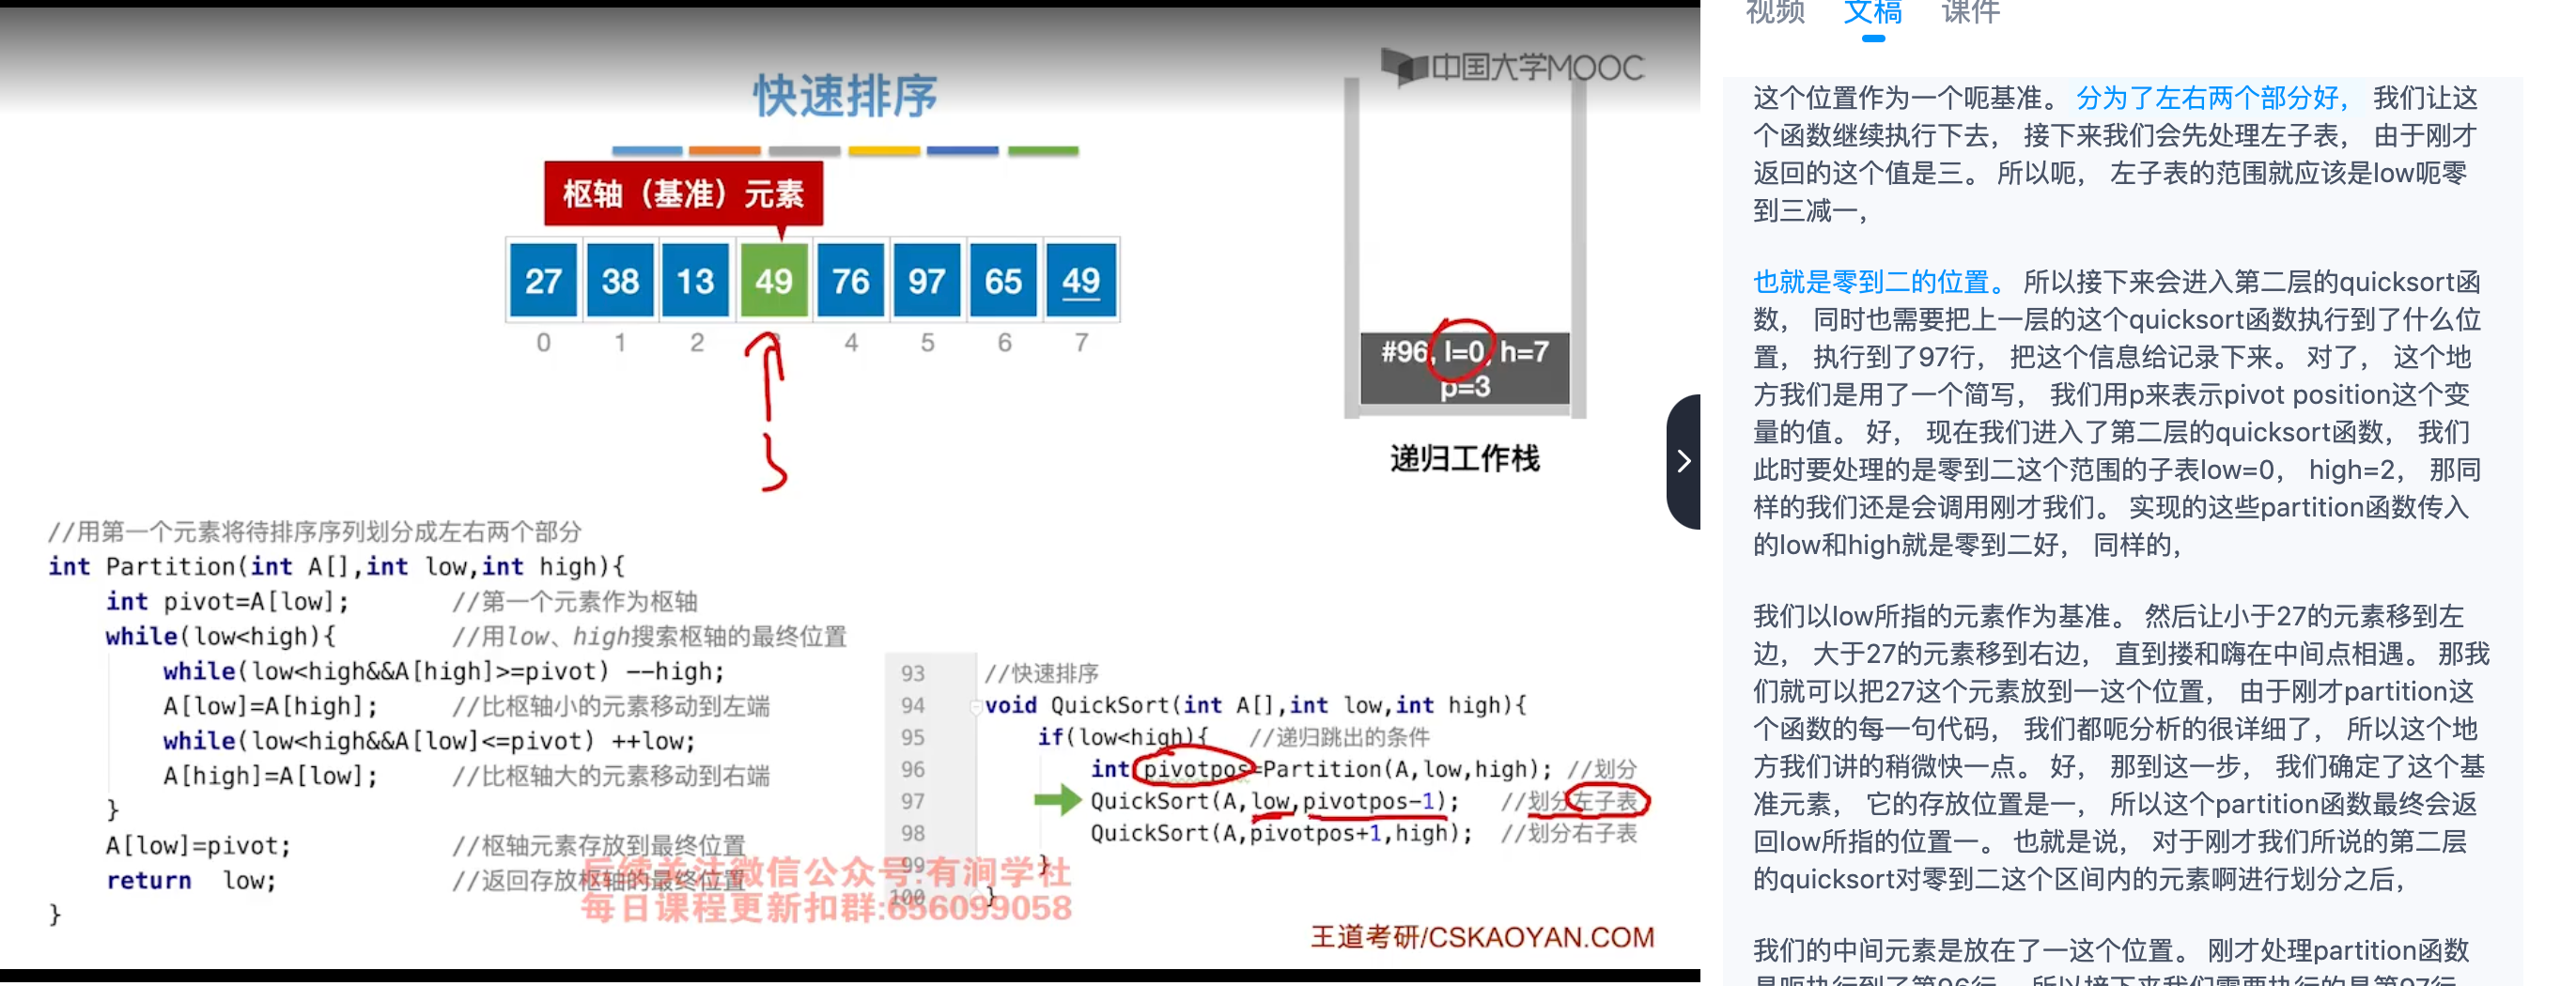 中国大学MOOC
快速排序
枢轴（基准）元素
27 38 13 49 76 97 65 49
0 1 2 4 5 6 7
3
#96, l=0, h=7
p=3
递归工作栈
//用第一个元素将待排序序列划分成左右两个部分
int Partition(int A[],int low,int high){
int pivot=A[low]; //第一个元素作为枢轴
while(low<high){ //用low、high搜索枢轴的最终位置
while(low<high&&A[high]>=pivot) --high;
A[low]=A[high]; //比枢轴小的元素移动到左端
while(low<high&&A[low]<=pivot) ++low;
A[high]=A[low]; //比枢轴大的元素移动到右端
}
A[low]=pivot; //枢轴元素存放到最终位置
return low; //返回存放枢轴的最终位置
}
93 //快速排序
94 void QuickSort(int A[],int low,int high){
95 if(low<high){ //递归跳出的条件
96 int pivotpos=Partition(A,low,high); //划分
97 QuickSort(A,low,pivotpos-1); //划分左子表
98 QuickSort(A,pivotpos+1,high); //划分右子表
99 }
100 }
后续关注微信公众号:有涧学社
每日课程更新扣群:656099058
王道考研/CSKAOYAN.COM
视频 文稿 课件
这个位置作为一个呃基准。 分为了左右两个部分好， 我们让这
个函数继续执行下去， 接下来我们会先处理左子表， 由于刚才
返回的这个值是三。 所以呃， 左子表的范围就应该是low呃零
到三减一，
也就是零到二的位置。 所以接下来会进入第二层的quicksort函
数， 同时也需要把上一层的这个quicksort函数执行到了什么位
置， 执行到了97行， 把这个信息给记录下来。 对了， 这个地
方我们是用了一个简写， 我们用p来表示pivot position这个变
量的值。 好， 现在我们进入了第二层的quicksort函数， 我们
此时要处理的是零到二这个范围的子表low=0， high=2， 那同
样的我们还是会调用刚才我们。 实现的这些partition函数传入
的low和high就是零到二好， 同样的，
我们以low所指的元素作为基准。 然后让小于27的元素移到左
边， 大于27的元素移到右边， 直到搂和嗨在中间点相遇。 那我
们就可以把27这个元素放到一这个位置， 由于刚才partition这
个函数的每一句代码， 我们都呃分析的很详细了， 所以这个地
方我们讲的稍微快一点。 好， 那到这一步， 我们确定了这个基
准元素， 它的存放位置是一， 所以这个partition函数最终会返
回low所指的位置一。 也就是说， 对于刚才我们所说的第二层
的quicksort对零到二这个区间内的元素啊进行划分之后，
我们的中间元素是放在了一这个位置。 刚才处理partition函数
是呃执行到了第96行， 所以接下来我们需要执行的是第97行